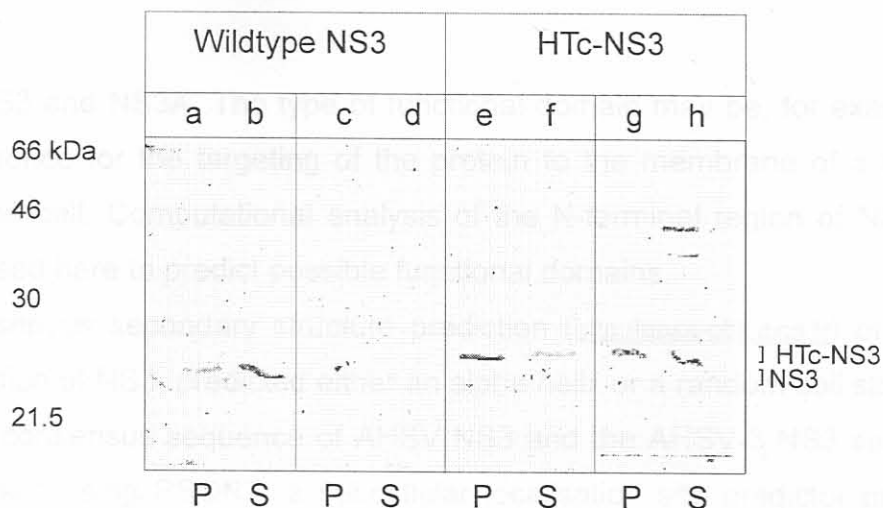 Wildtype NS3 HTc-NS3
a b c d e f g h
66 kDa
46
30
] HTc-NS3
] NS3
21.5
P S P S P S P S